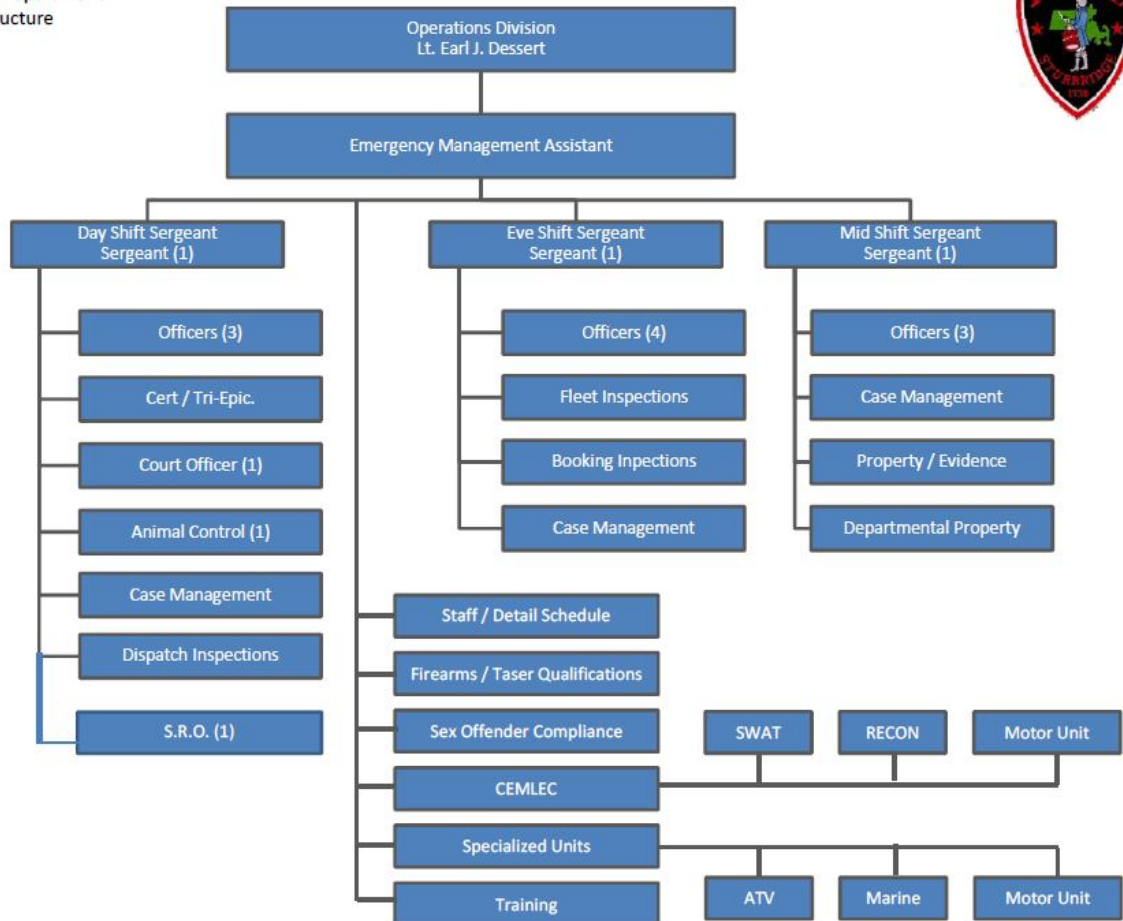 ucture
STURBRIDGE
1738
Operations Division
Lt. Earl J. Dessert
Emergency Management Assistant
Day Shift Sergeant
Sergeant (1)
Officers (3)
Cert / Tri-Epic.
Court Officer (1)
Animal Control (1)
Case Management
Dispatch Inspections
S.R.O. (1)
Eve Shift Sergeant
Sergeant (1)
Officers (4)
Fleet Inspections
Booking Inpections
Case Management
Mid Shift Sergeant
Sergeant (1)
Officers (3)
Case Management
Property / Evidence
Departmental Property
Staff / Detail Schedule
Firearms / Taser Qualifications
Sex Offender Compliance
CEMLEC
Specialized Units
Training
SWAT
RECON
Motor Unit
ATV
Marine
Motor Unit